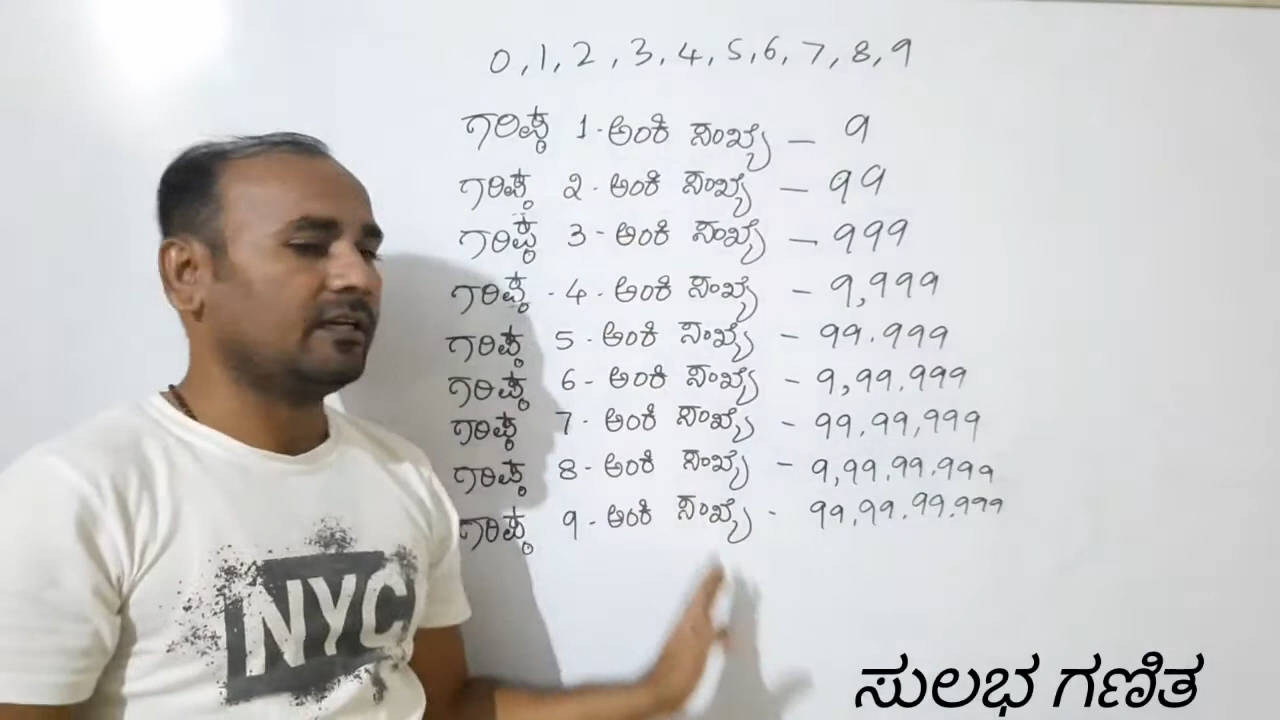 0, 1, 2, 3, 4, 5, 6, 7, 8, 9
ಗರಿಷ್ಠ 1 - ಅಂಕಿ ಸಂಖ್ಯೆ - 9
ಗರಿಷ್ಠ 2 - ಅಂಕಿ ಸಂಖ್ಯೆ - 99
ಗರಿಷ್ಠ 3 - ಅಂಕಿ ಸಂಖ್ಯೆ - 999
ಗರಿಷ್ಠ - 4 - ಅಂಕಿ ಸಂಖ್ಯೆ - 9,999
ಗರಿಷ್ಠ 5 - ಅಂಕಿ ಸಂಖ್ಯೆ - 99.999
ಗರಿಷ್ಠ 6 - ಅಂಕಿ ಸಂಖ್ಯೆ - 9,99.999
ಗರಿಷ್ಠ 7 - ಅಂಕಿ ಸಂಖ್ಯೆ - 99.99,999
ಗರಿಷ್ಠ 8 - ಅಂಕಿ ಸಂಖ್ಯೆ - 9,99.99.999
ಗರಿಷ್ಠ 9 - ಅಂಕಿ ಸಂಖ್ಯೆ - 99,99.99.999
NYC
ಸುಲಭ ಗಣಿತ